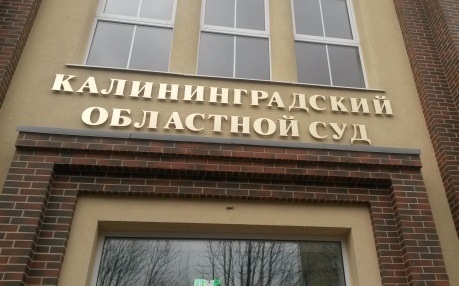 КАЛИНИНГРАДСКИЙ
ОБЛАСТНОЙ СУД